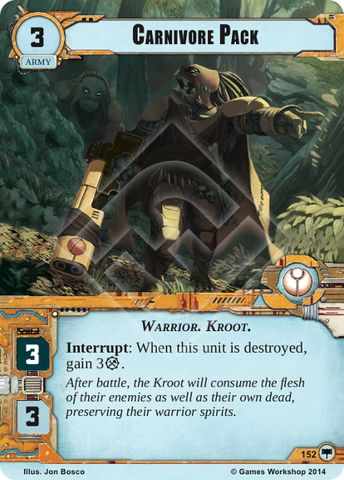 3
ARMY
CARNIVORE PACK
WARRIOR. KROOT.
3
3
Interrupt: When this unit is destroyed,
gain 3.
After battle, the Kroot will consume the flesh
of their enemies as well as their own dead,
preserving their warrior spirits.
152
Illus. Jon Bosco
© Games Workshop 2014